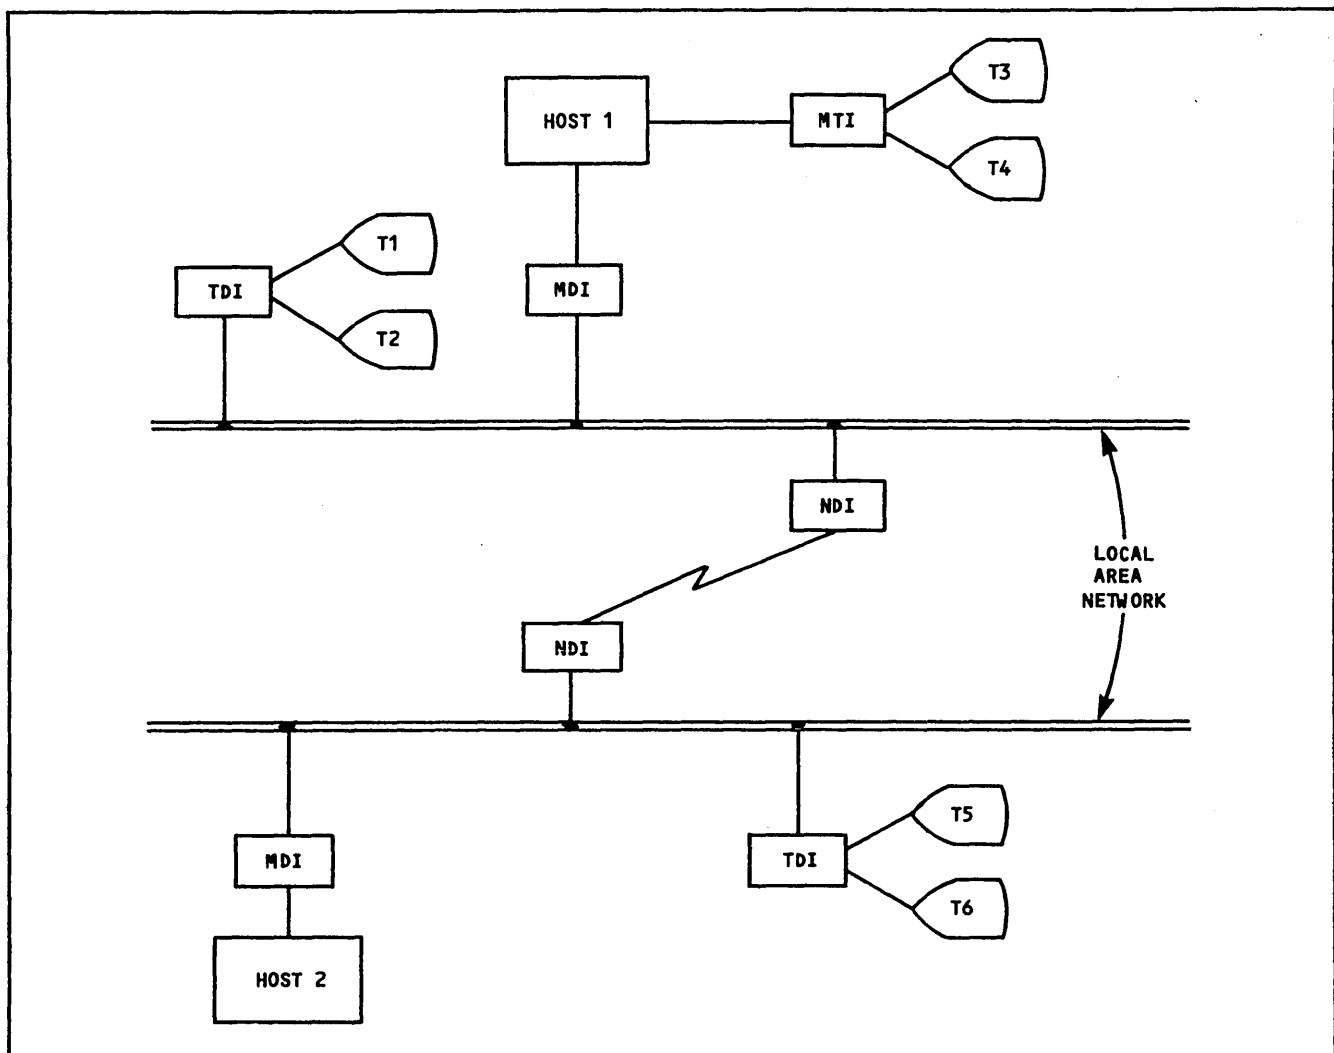 T3
HOST 1
MTI
T4
T1
TDI
MDI
T2
NDI
LOCAL
AREA
NETWORK
NDI
T5
MDI
TDI
T6
HOST 2